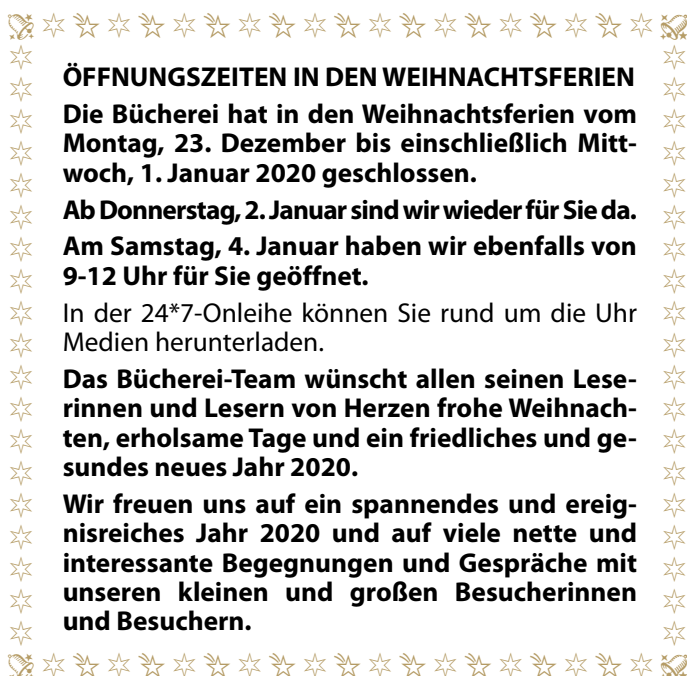 ÖFFNUNGSZEITEN IN DEN WEIHNACHTSFERIEN
Die Bücherei hat in den Weihnachtsferien vom
Montag, 23. Dezember bis einschließlich Mitt-
woch, 1. Januar 2020 geschlossen.
Ab Donnerstag, 2. Januar sind wir wieder für Sie da.
Am Samstag, 4. Januar haben wir ebenfalls von
9-12 Uhr für Sie geöffnet.
In der 24*7-Onleihe können Sie rund um die Uhr
Medien herunterladen.
Das Bücherei-Team wünscht allen seinen Lese-
rinnen und Lesern von Herzen frohe Weihnach-
ten, erholsame Tage und ein friedliches und ge-
sundes neues Jahr 2020.
Wir freuen uns auf ein spannendes und ereig-
nisreiches Jahr 2020 und auf viele nette und
interessante Begegnungen und Gespräche mit
unseren kleinen und großen Besucherinnen
und Besuchern.